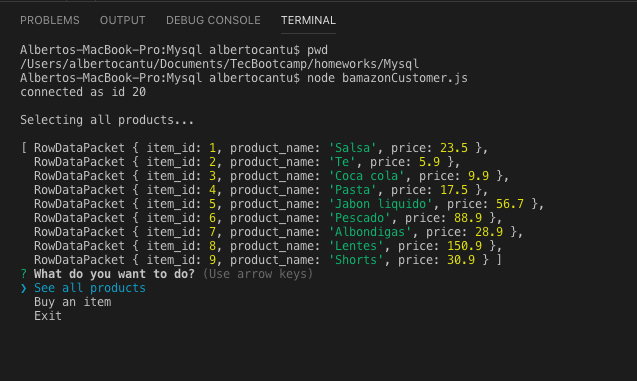 PROBLEMS OUTPUT DEBUG CONSOLE TERMINAL
Albertos-MacBook-Pro:Mysql albertocantu$ pwd
/Users/albertocantu/Documents/TecBootcamp/homeworks/Mysql
Albertos-MacBook-Pro:Mysql albertocantu$ node bamazonCustomer.js
connected as id 20
Selecting all products...
[ RowDataPacket { item_id: 1, product_name: 'Salsa', price: 23.5 },
RowDataPacket { item_id: 2, product_name: 'Te', price: 5.9 },
RowDataPacket { item_id: 3, product_name: 'Coca cola', price: 9.9 },
RowDataPacket { item_id: 4, product_name: 'Pasta', price: 17.5 },
RowDataPacket { item_id: 5, product_name: 'Jabon liquido', price: 56.7 },
RowDataPacket { item_id: 6, product_name: 'Pescado', price: 88.9 },
RowDataPacket { item_id: 7, product_name: 'Albondigas', price: 28.9 },
RowDataPacket { item_id: 8, product_name: 'Lentes', price: 150.9 },
RowDataPacket { item_id: 9, product_name: 'Shorts', price: 30.9 } ]
? What do you want to do? (Use arrow keys)
❯ See all products
Buy an item
Exit